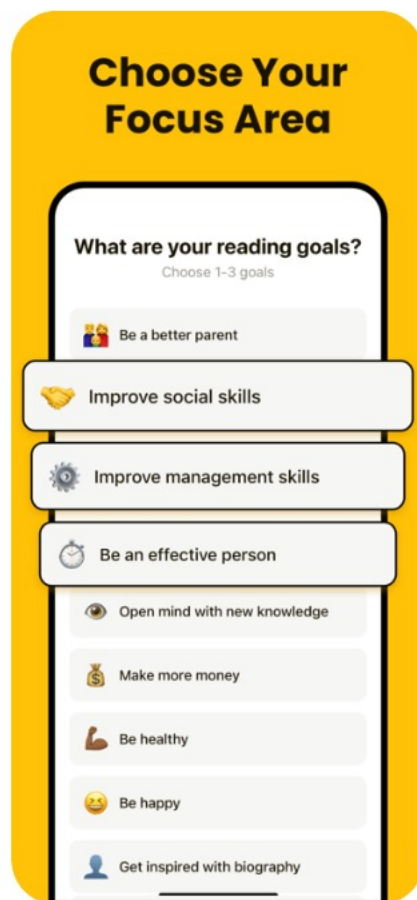 Choose Your
Focus Area
What are your reading goals?
Choose 1-3 goals
Be a better parent
Improve social skills
Improve management skills
Be an effective person
Open mind with new knowledge
Make more money
Be healthy
Be happy
Get inspired with biography